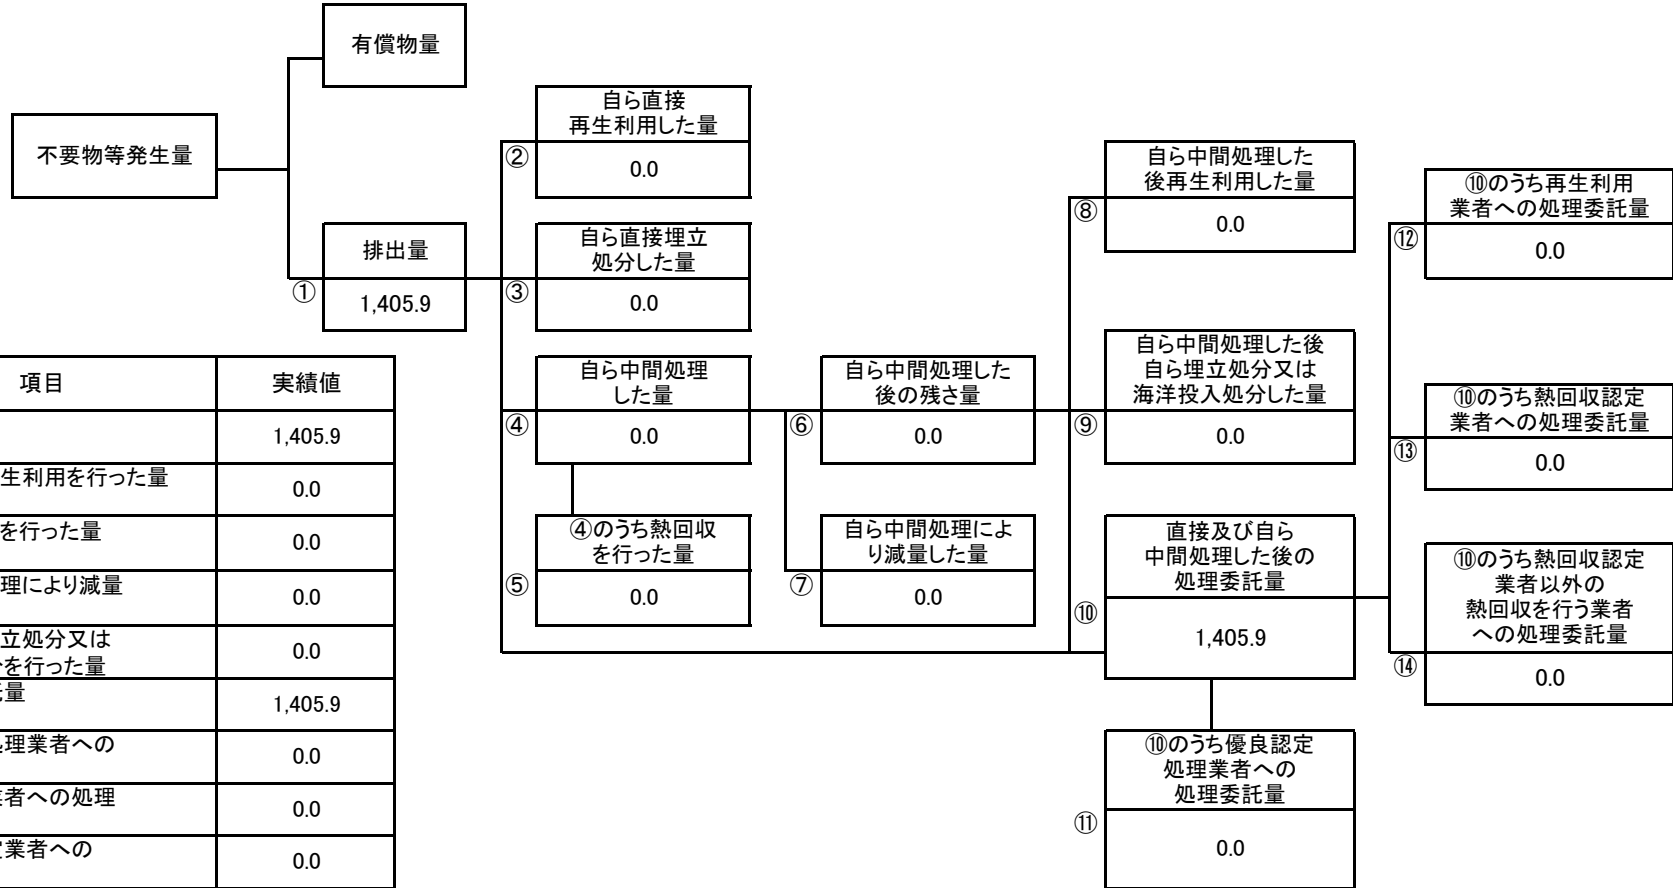 有償物量
不要物等発生量
排出量
①
1,405.9
自ら直接
再生利用した量
②
0.0
自ら直接埋立
処分した量
③
0.0
自ら中間処理
した量
④
0.0
④のうち熱回収
を行った量
⑤
0.0
自ら中間処理した
後の残さ量
⑥
0.0
自ら中間処理によ
り減量した量
⑦
0.0
自ら中間処理した
後再生利用した量
⑧
0.0
自ら中間処理した後
自ら埋立処分又は
海洋投入処分した量
⑨
0.0
直接及び自ら
中間処理した後の
処理委託量
⑩
1,405.9
⑩のうち優良認定
処理業者への
処理委託量
⑪
0.0
⑩のうち再生利用
業者への処理委託量
⑫
0.0
⑩のうち熱回収認定
業者への処理委託量
⑬
0.0
⑩のうち熱回収認定
業者以外の
熱回収を行う業者
への処理委託量
⑭
0.0
項目 実績値
1,405.9
生利用を行った量
0.0
を行った量
0.0
理により減量
0.0
立処分又は
を行った量
0.0
量
1,405.9
理業者への
0.0
者への処理
0.0
業者への
0.0